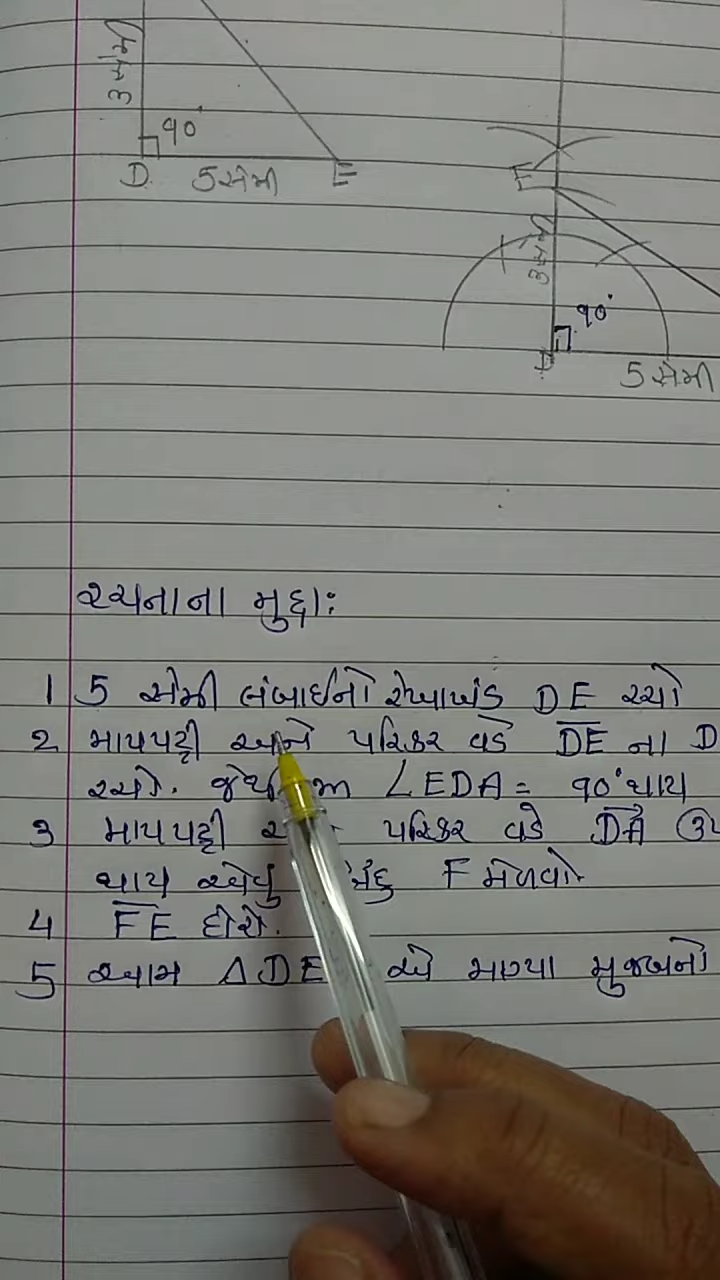 3 સેમી
90°
D 5 સેમી E
F
3 સેમી
90°
D
5 સેમી
રચનાના મુદ્દા:
1 5 સેમી લંબાઈનો રેખાખંડ DE રચો
2 માપપટ્ટી અને પરિકર વડે DE ના D
રચો. જેથી m ∠EDA = 90° થાય
3 માપપટ્ટી પરિકર વડે DA
થાય એવું બિંદુ F મેળવો.
4 FE દોરો.
5 આમ ΔDE એ માપ્યા મુજબનો